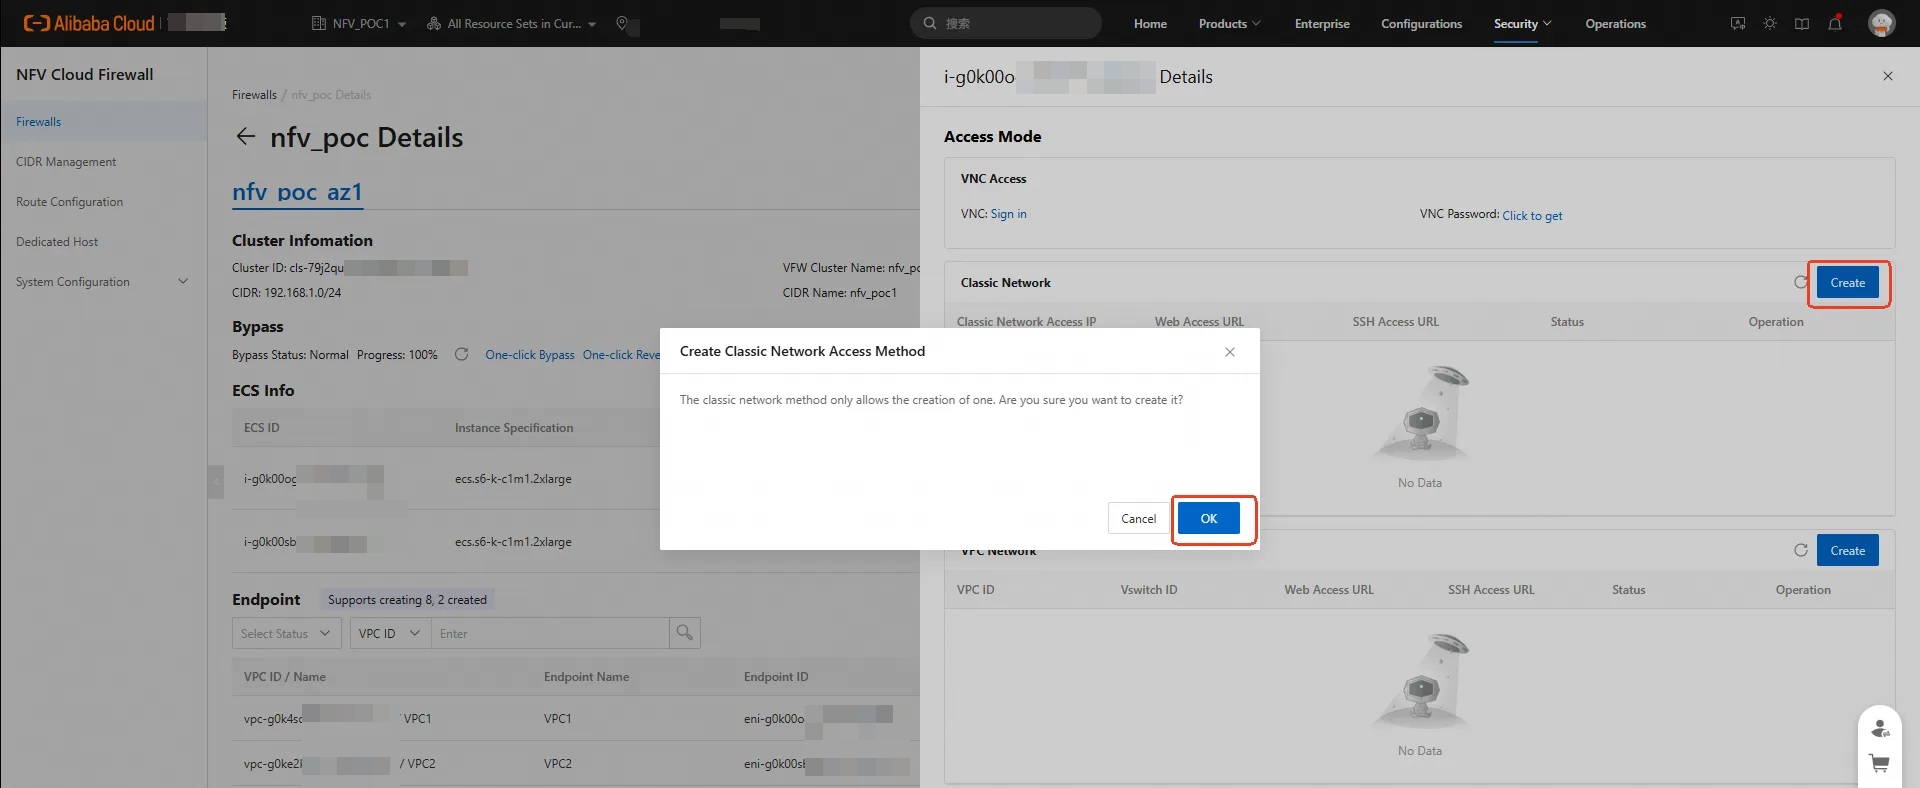 Alibaba Cloud
NFV_POC1
All Resource Sets in Cur...
搜索
Home
Products
Enterprise
Configurations
Security
Operations
NFV Cloud Firewall
Firewalls
CIDR Management
Route Configuration
Dedicated Host
System Configuration
Firewalls / nfv_poc Details
nfv_poc Details
nfv_poc_az1
Cluster Infomation
Cluster ID: cls-79j2qu
VFW Cluster Name: nfv_po
CIDR: 192.168.1.0/24
CIDR Name: nfv_poc1
Bypass
Bypass Status: Normal Progress: 100% One-click Bypass One-click Reve
ECS Info
ECS ID Instance Specification
i-g0k00og ecs.s6-k-c1m1.2xlarge
i-g0k00sb ecs.s6-k-c1m1.2xlarge
Endpoint Supports creating 8, 2 created
Select Status VPC ID Enter
VPC ID / Name Endpoint Name Endpoint ID
vpc-g0k4so / VPC1 VPC1 eni-g0k00o
vpc-g0ke2l / VPC2 VPC2 eni-g0k00sl
i-g0k00o Details
Access Mode
VNC Access
VNC: Sign in VNC Password: Click to get
Classic Network Create
Classic Network Access IP Web Access URL SSH Access URL Status Operation
No Data
VPC Network Create
VPC ID Vswitch ID Web Access URL SSH Access URL Status Operation
No Data
Create Classic Network Access Method
The classic network method only allows the creation of one. Are you sure you want to create it?
Cancel OK